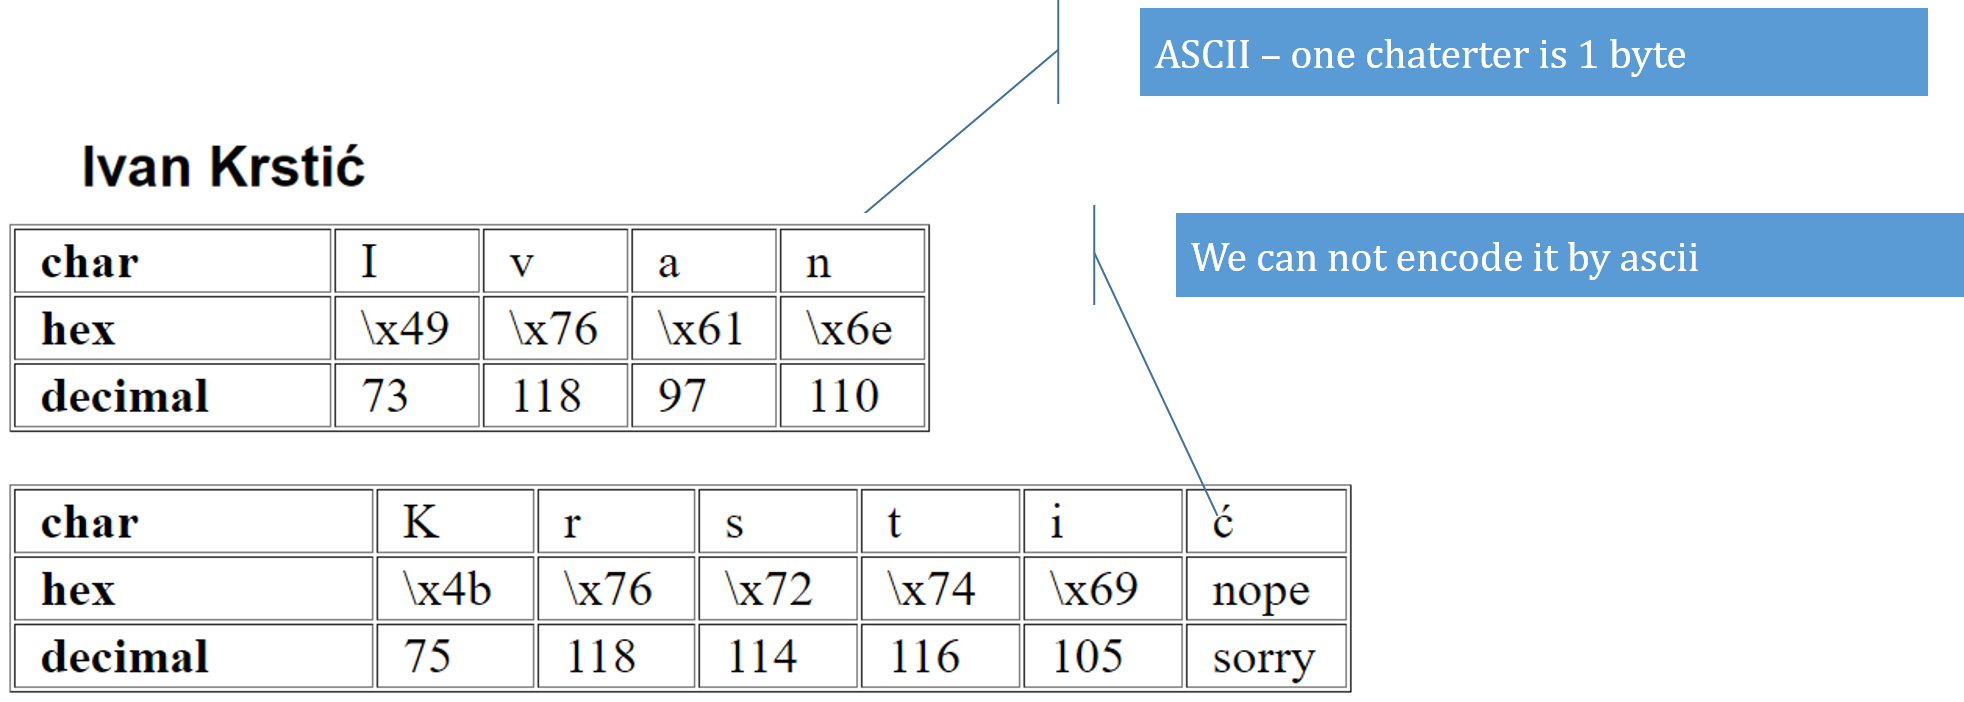 ASCII – one chaterter is 1 byte
Ivan Krstić
We can not encode it by ascii
char I v a n
hex \x49 \x76 \x61 \x6e
decimal 73 118 97 110
char K r s t i ć
hex \x4b \x76 \x72 \x74 \x69 nope
decimal 75 118 114 116 105 sorry